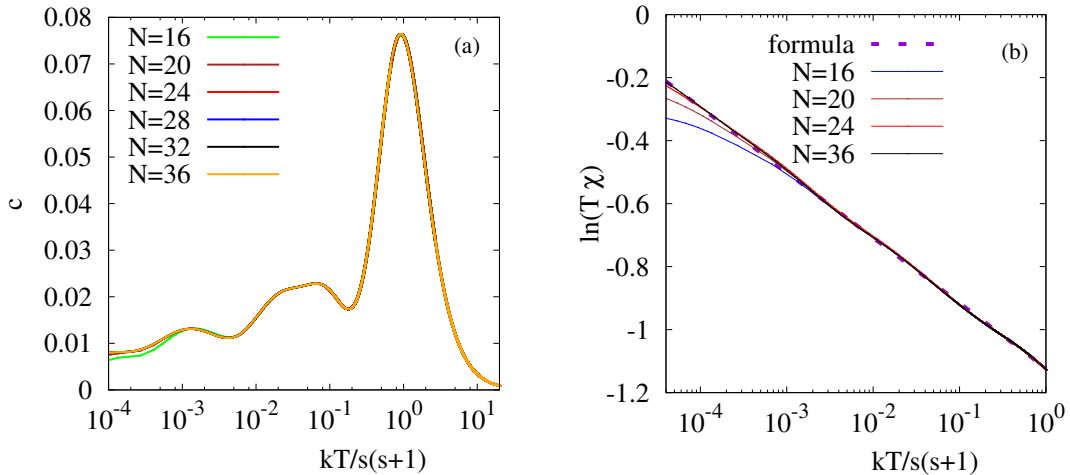 0.08
0.07
0.06
0.05
0.04
0.03
0.02
0.01
0
c
N=16
N=20
N=24
N=28
N=32
N=36
(a)
10^-4
10^-3
10^-2
10^-1
10^0
10^1
kT/s(s+1)
0
-0.2
-0.4
-0.6
-0.8
-1
-1.2
ln(T χ)
formula
N=16
N=20
N=24
N=36
(b)
10^-4
10^-3
10^-2
10^-1
10^0
kT/s(s+1)